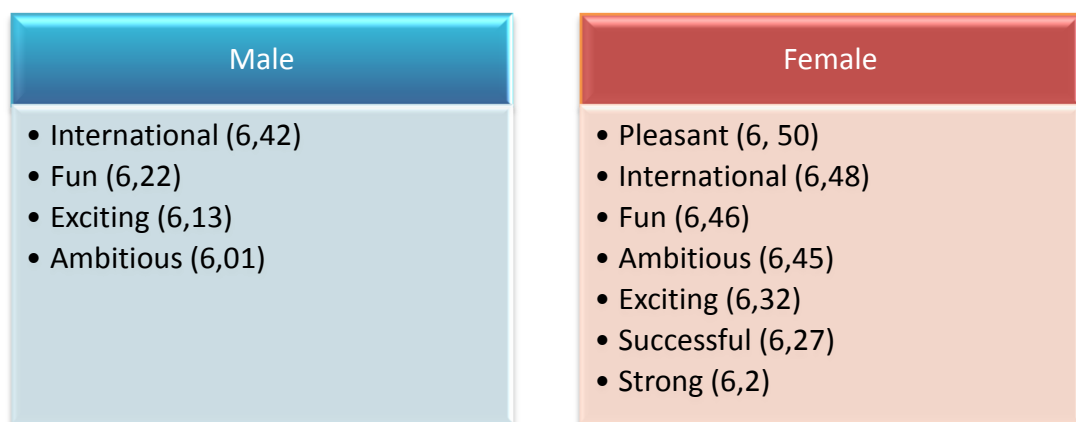 Male
• International (6,42)
• Fun (6,22)
• Exciting (6,13)
• Ambitious (6,01)
Female
• Pleasant (6, 50)
• International (6,48)
• Fun (6,46)
• Ambitious (6,45)
• Exciting (6,32)
• Successful (6,27)
• Strong (6,2)